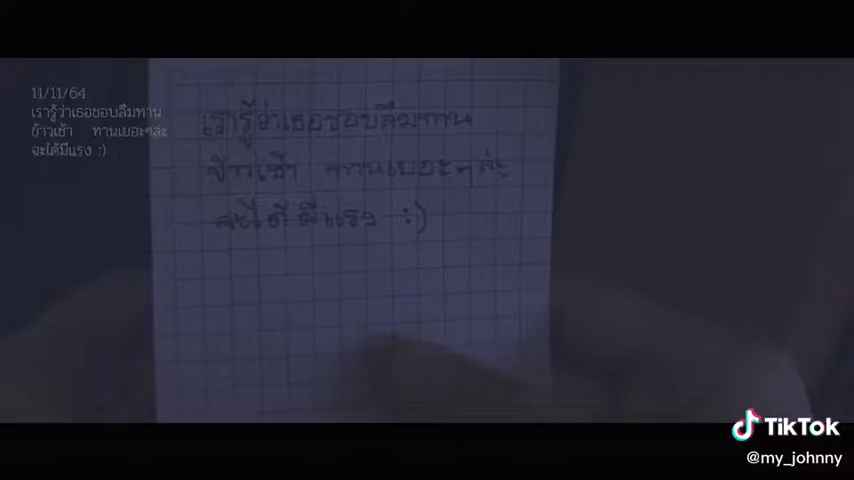 11/11/64
เรารู้ว่าเธอชอบลืมทาน
ข้าวเช้า ทานเยอะๆล่ะ
จะได้มีแรง :)
เรารู้ว่าเธอชอบลืมทาน
ข้าวเช้า ทานเยอะๆล่ะ
จะได้มีแรง :)
TikTok
@my_johnny